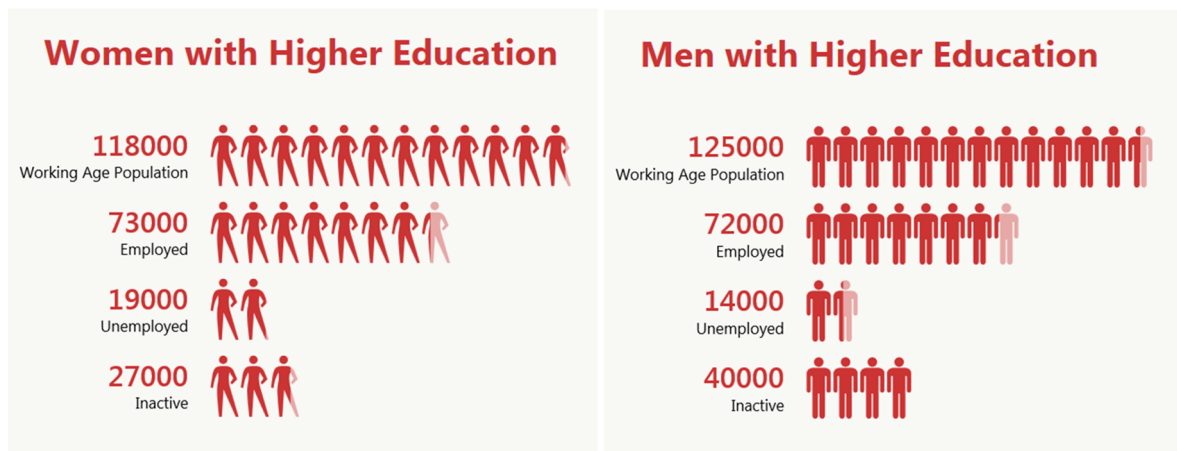 Women with Higher Education
118000
Working Age Population
73000
Employed
19000
Unemployed
27000
Inactive
Men with Higher Education
125000
Working Age Population
72000
Employed
14000
Unemployed
40000
Inactive